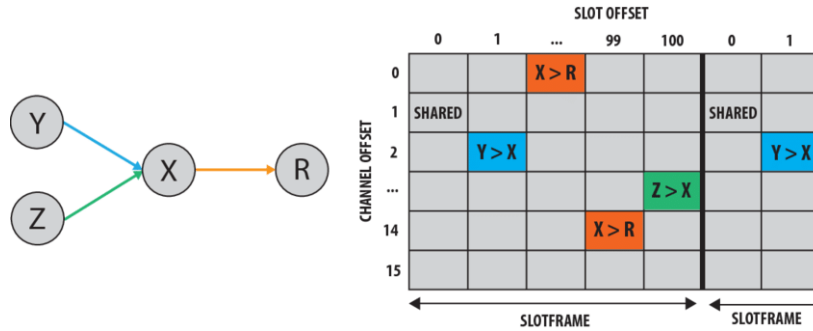 SLOT OFFSET
0 1 ... 99 100 0 1
0 X > R
1 SHARED SHARED
2 Y > X Y > X
... Z > X
14 X > R
15
CHANNEL OFFSET
SLOTFRAME SLOTFRAME
Y
X R
Z